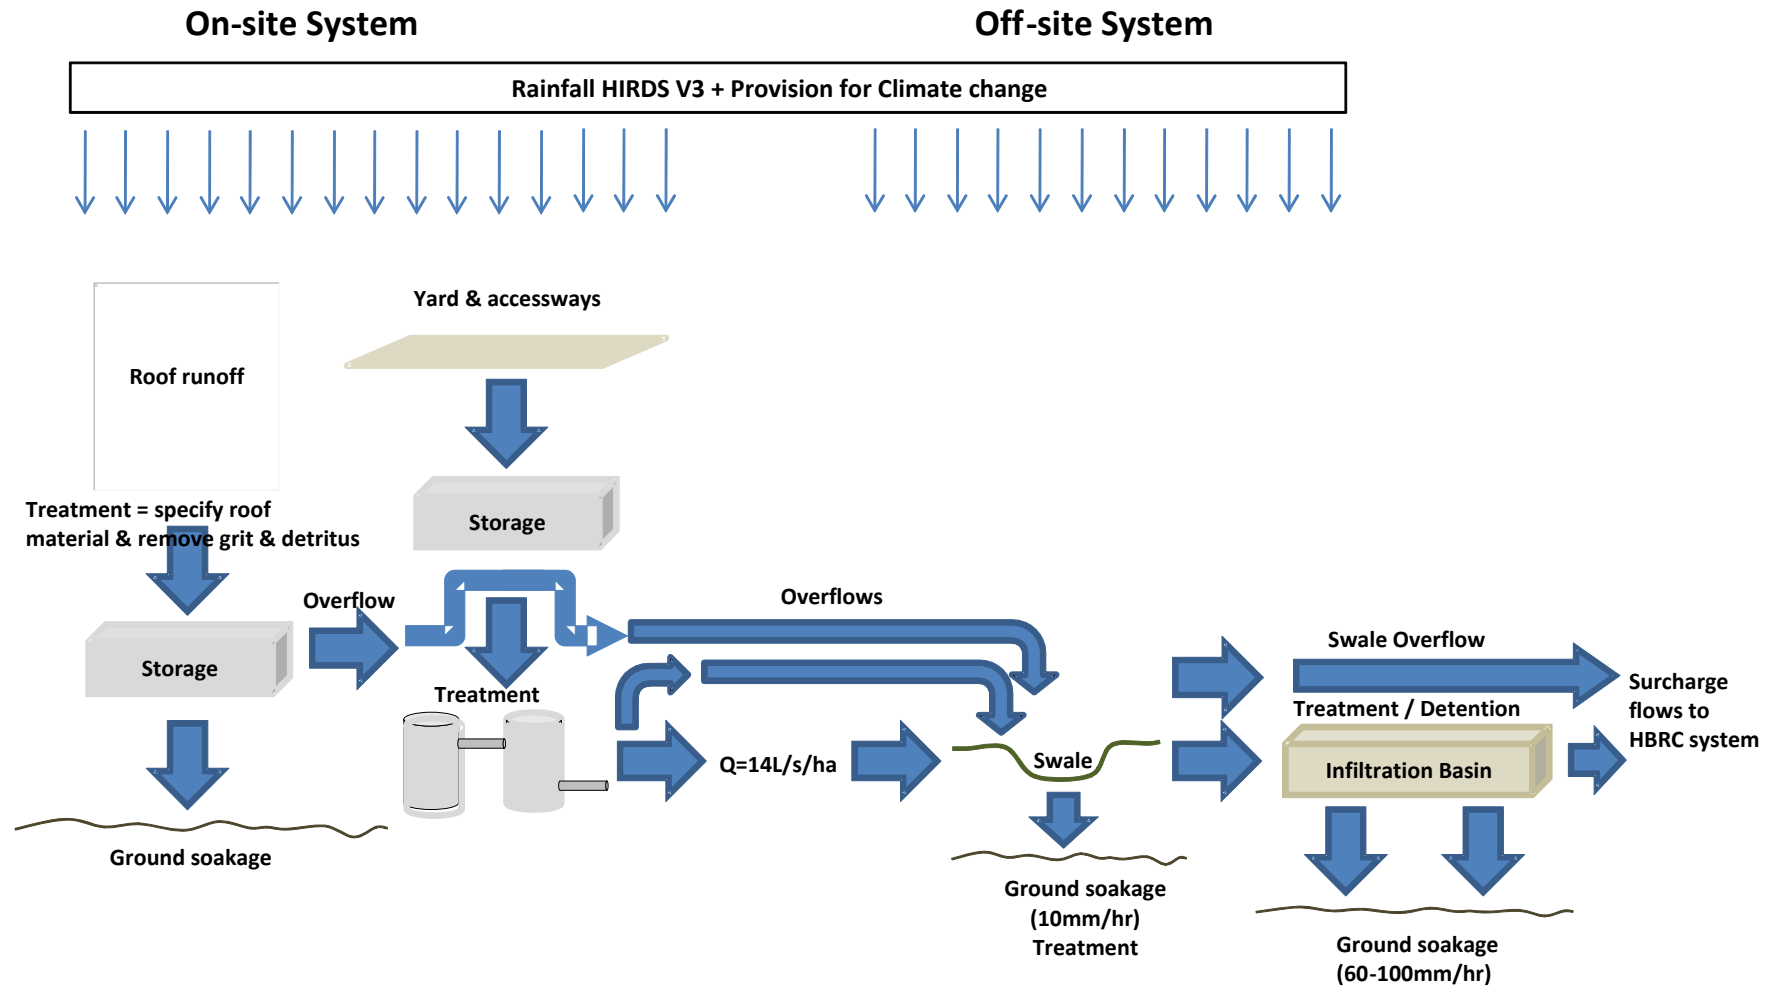 On-site System
Off-site System
Rainfall HIRDS V3 + Provision for Climate change
Yard & accessways
Roof runoff
Treatment = specify roof
material & remove grit & detritus
Storage
Overflow
Overflows
Storage
Treatment
Swale Overflow
Surcharge
flows to
HBRC system
Treatment / Detention
Q=14L/s/ha
Swale
Infiltration Basin
Ground soakage
Ground soakage
(10mm/hr)
Treatment
Ground soakage
(60-100mm/hr)